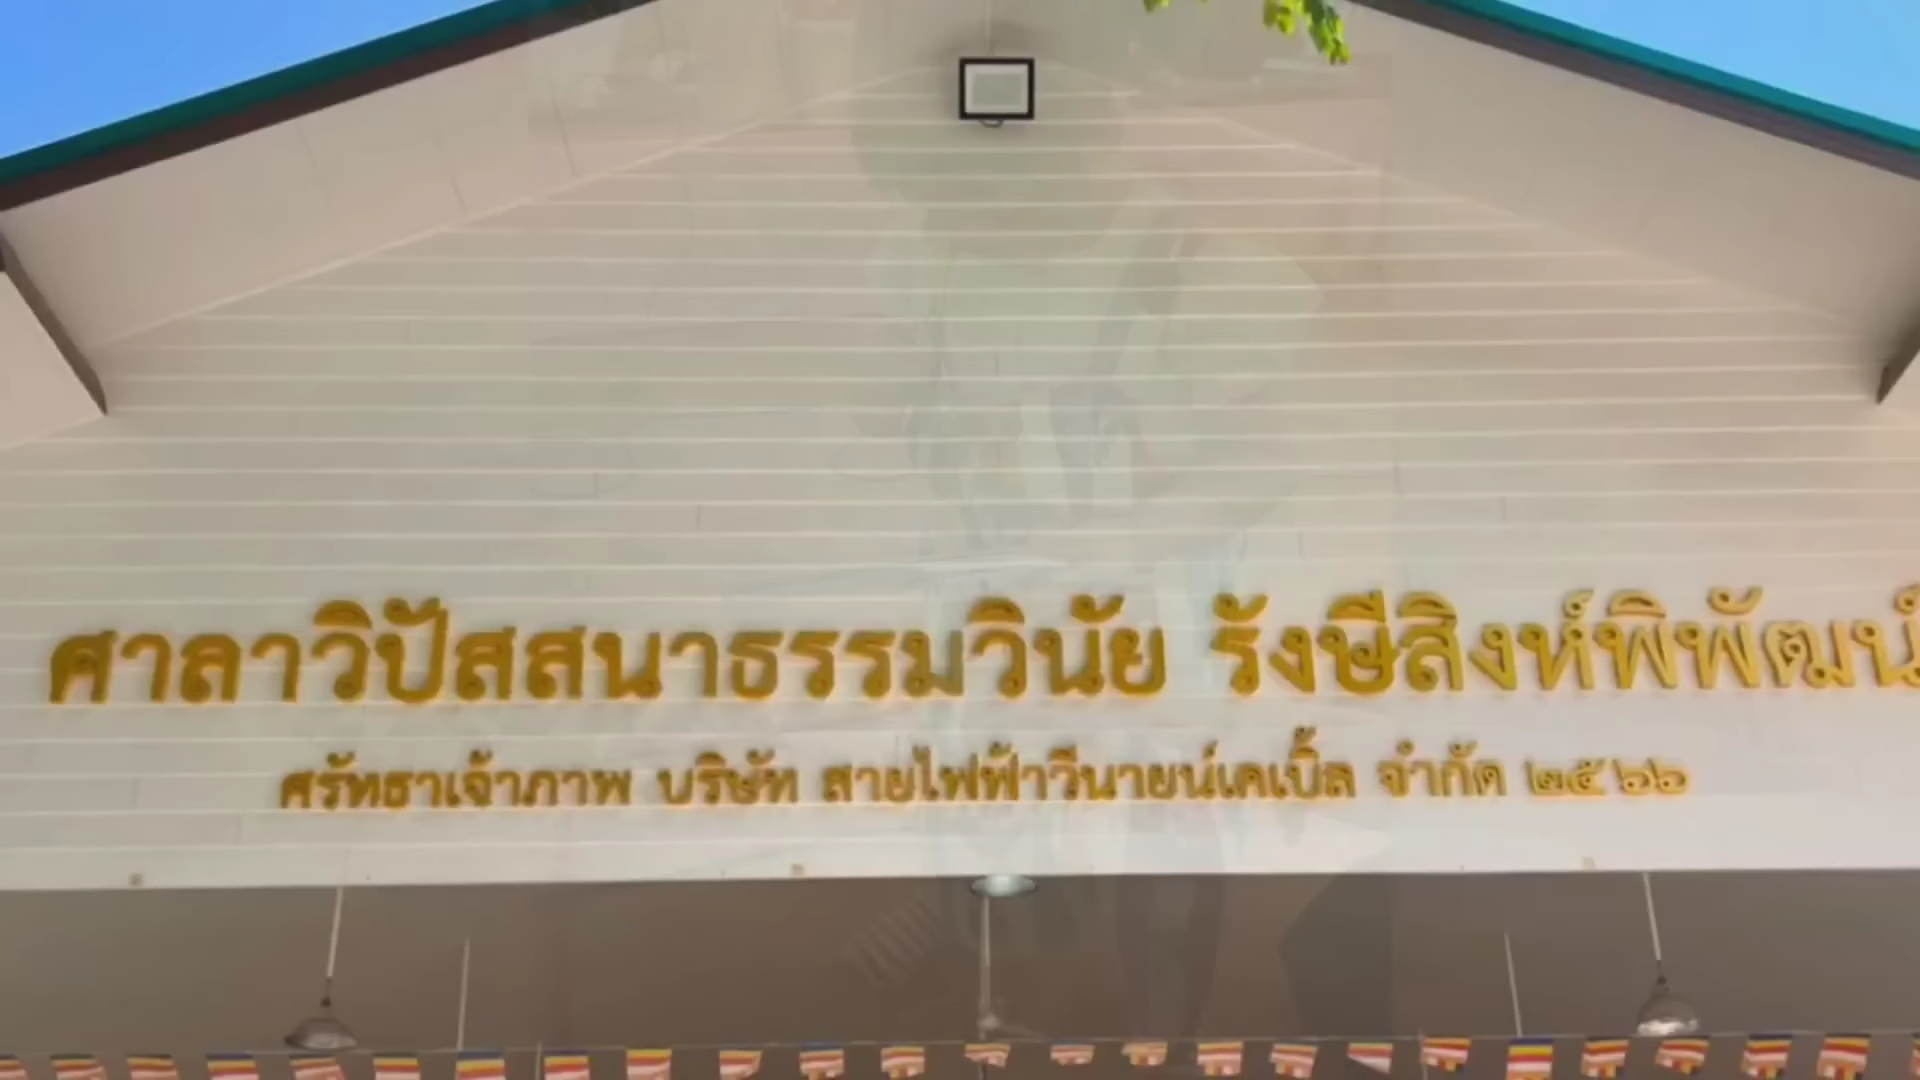 ศาลาวิปัสสนาธรรมวินัย รังษีสิงห์พิพัฒน์
ศรัทธาเจ้าภาพ บริษัท สายไฟฟ้าวีนายน์เคเบิ้ล จำกัด ๒๕๖๖